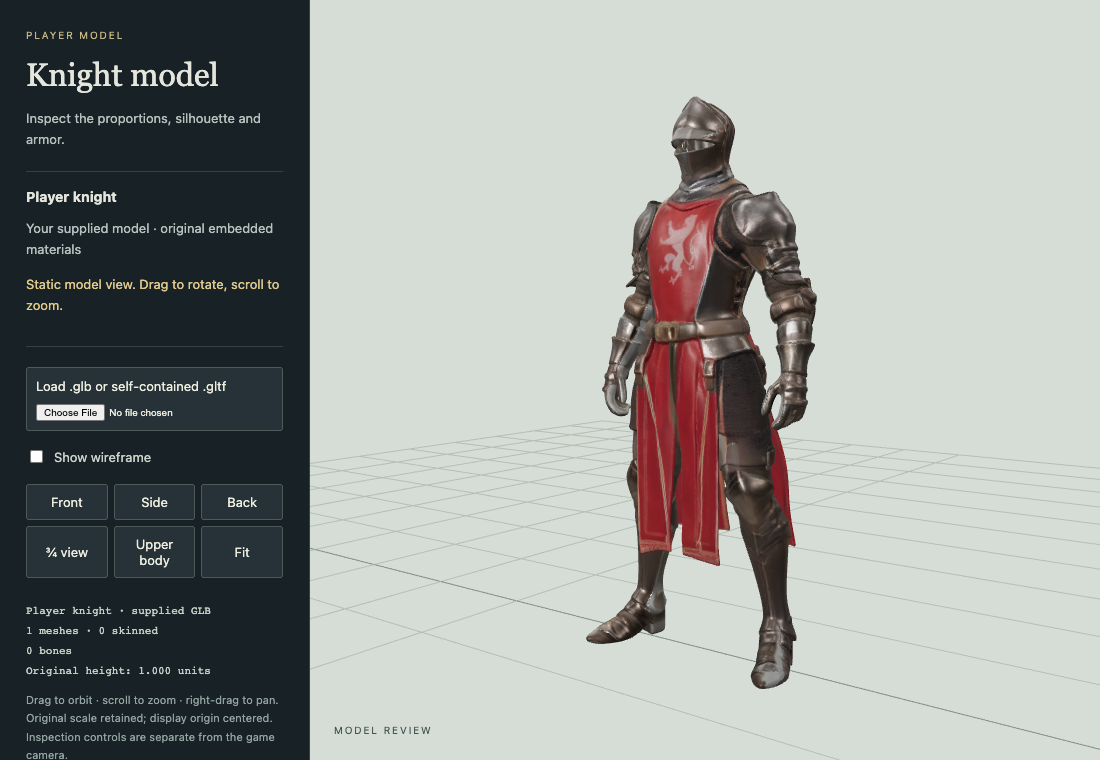 PLAYER MODEL
Knight model
Inspect the proportions, silhouette and
armor.
Player knight
Your supplied model · original embedded
materials
Static model view. Drag to rotate, scroll to
zoom.
Load .glb or self-contained .gltf
Choose File No file chosen
Show wireframe
Front Side Back
¾ view Upper body Fit
Player knight · supplied GLB
1 meshes · 0 skinned
0 bones
Original height: 1.000 units
Drag to orbit · scroll to zoom · right-drag to pan.
Original scale retained; display origin centered.
Inspection controls are separate from the game
camera.
MODEL REVIEW